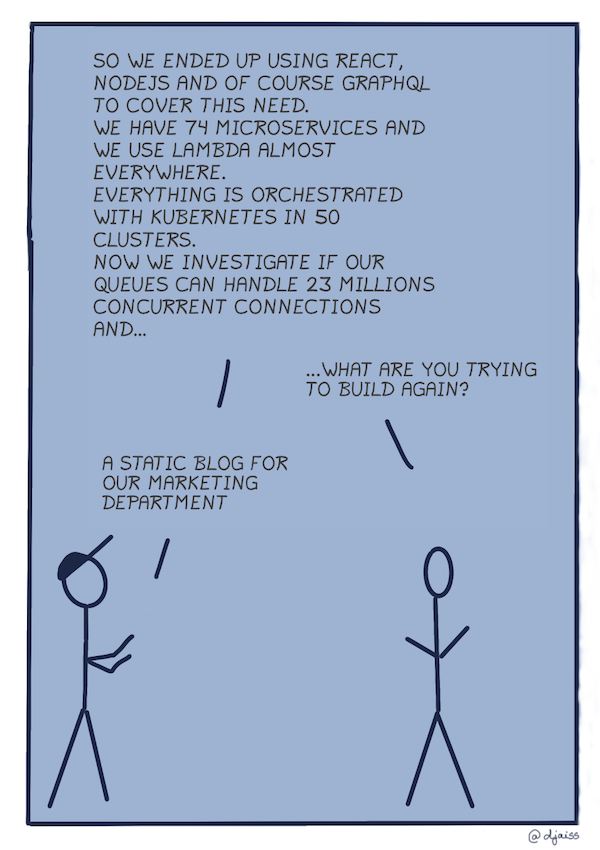 SO WE ENDED UP USING REACT,
NODEJS AND OF COURSE GRAPHQL
TO COVER THIS NEED.
WE HAVE 74 MICROSERVICES AND
WE USE LAMBDA ALMOST
EVERYWHERE.
EVERYTHING IS ORCHESTRATED
WITH KUBERNETES IN 50
CLUSTERS.
NOW WE INVESTIGATE IF OUR
QUEUES CAN HANDLE 23 MILLIONS
CONCURRENT CONNECTIONS
AND...
...WHAT ARE YOU TRYING
TO BUILD AGAIN?
A STATIC BLOG FOR
OUR MARKETING
DEPARTMENT
@djaiss